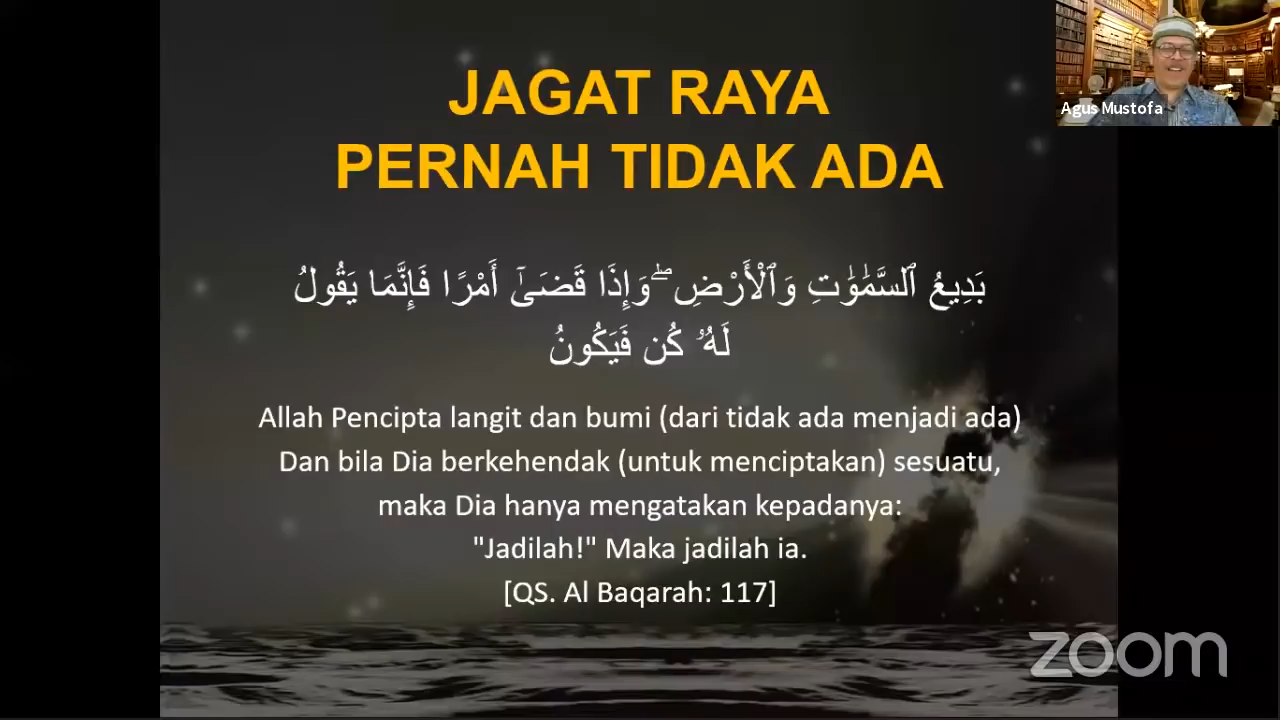 JAGAT RAYA
PERNAH TIDAK ADA
بَدِيعُ ٱلسَّمَٰوَٰتِ وَٱلْأَرْضِ ۖ وَإِذَا قَضَىٰٓ أَمْرًا فَإِنَّمَا يَقُولُ
لَهُۥ كُن فَيَكُونُ
Allah Pencipta langit dan bumi (dari tidak ada menjadi ada)
Dan bila Dia berkehendak (untuk menciptakan) sesuatu,
maka Dia hanya mengatakan kepadanya:
"Jadilah!" Maka jadilah ia.
[QS. Al Baqarah: 117]
Agus Mustofa
zoom